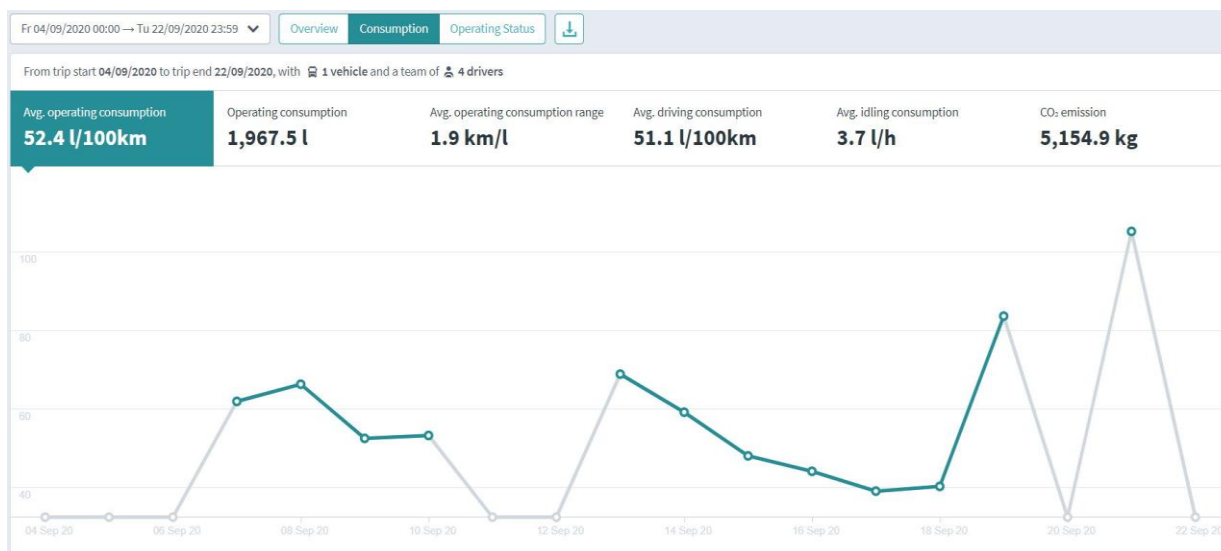 Fr 04/09/2020 00:00 → Tu 22/09/2020 23:59 Overview Consumption Operating Status
From trip start 04/09/2020 to trip end 22/09/2020, with 1 vehicle and a team of 4 drivers
Avg. operating consumption Operating consumption Avg. operating consumption range Avg. driving consumption Avg. idling consumption CO₂ emission
52.4 l/100km 1,967.5 l 1.9 km/l 51.1 l/100km 3.7 l/h 5,154.9 kg
100
80
60
40
04 Sep 20 06 Sep 20 08 Sep 20 10 Sep 20 12 Sep 20 14 Sep 20 16 Sep 20 18 Sep 20 20 Sep 20 22 Sep 20